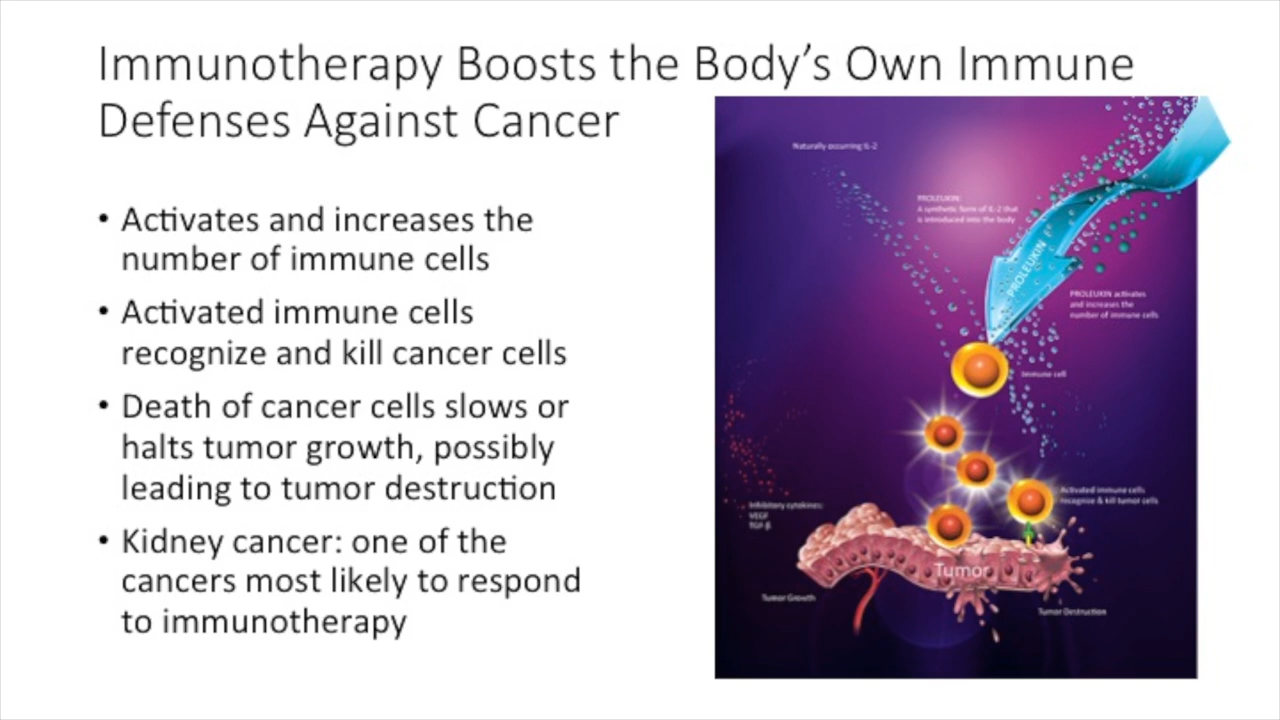 Immunotherapy Boosts the Body’s Own Immune
Defenses Against Cancer
• Activates and increases the
number of immune cells
• Activated immune cells
recognize and kill cancer cells
• Death of cancer cells slows or
halts tumor growth, possibly
leading to tumor destruction
• Kidney cancer: one of the
cancers most likely to respond
to immunotherapy
Naturally occurring IL-2
PROLEUKIN:
A synthetic form of IL-2 that
is introduced into the body
PROLEUKIN
PROLEUKIN activates
and increases the
number of immune cells
Immune cell
Activated immune cells
recognise & kill tumor cells
Inhibitory cytokines:
VEGF
TGF-β
Tumor
Tumor Growth
Tumor Destruction